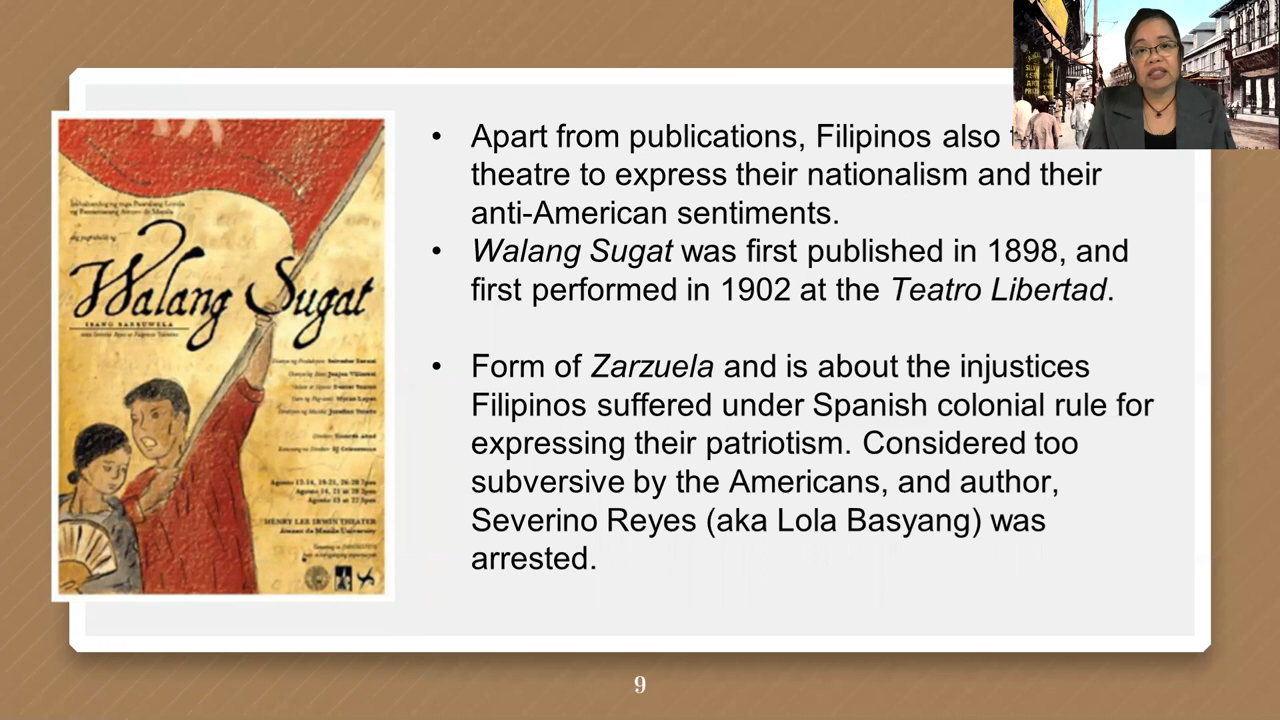 • Apart from publications, Filipinos also
theatre to express their nationalism and their
anti-American sentiments.
• Walang Sugat was first published in 1898, and
first performed in 1902 at the Teatro Libertad.
• Form of Zarzuela and is about the injustices
Filipinos suffered under Spanish colonial rule for
expressing their patriotism. Considered too
subversive by the Americans, and author,
Severino Reyes (aka Lola Basyang) was
arrested.
Walang Sugat
ISANG SARSUWELA
HENRY LEE IRWIN THEATER
Ateneo de Manila University
9